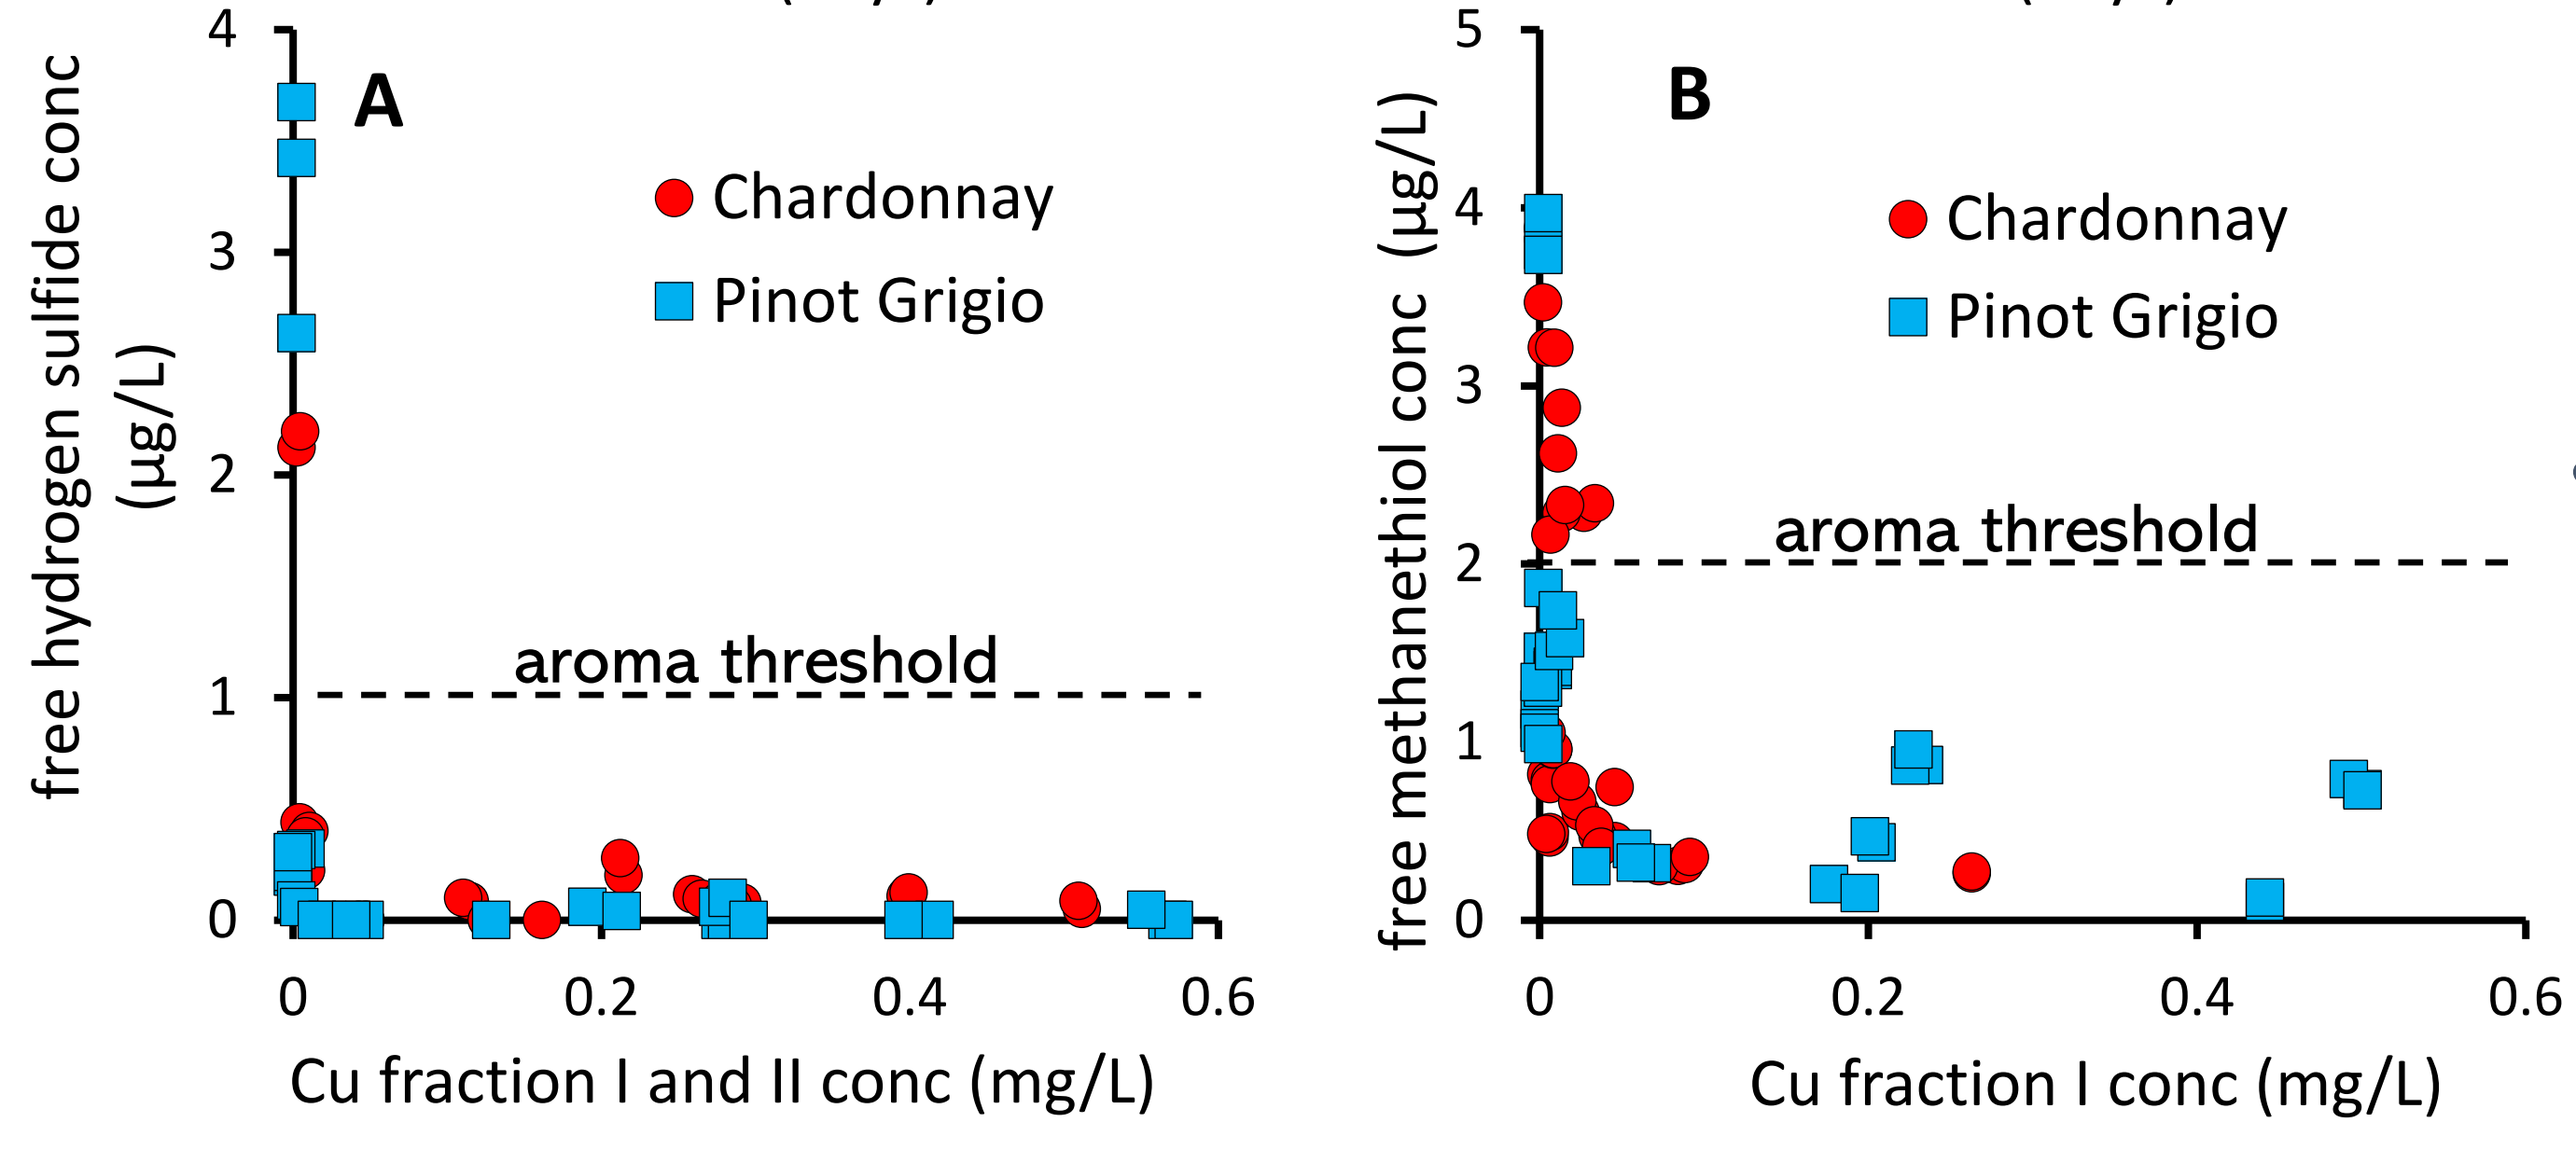 free hydrogen sulfide conc
(µg/L)
4
3
2
1
0
A
Chardonnay
Pinot Grigio
aroma threshold
0
0.2
0.4
0.6
Cu fraction I and II conc (mg/L)
free methanethiol conc (µg/L)
5
4
3
2
1
0
B
Chardonnay
Pinot Grigio
aroma threshold
0
0.2
0.4
0.6
Cu fraction I conc (mg/L)